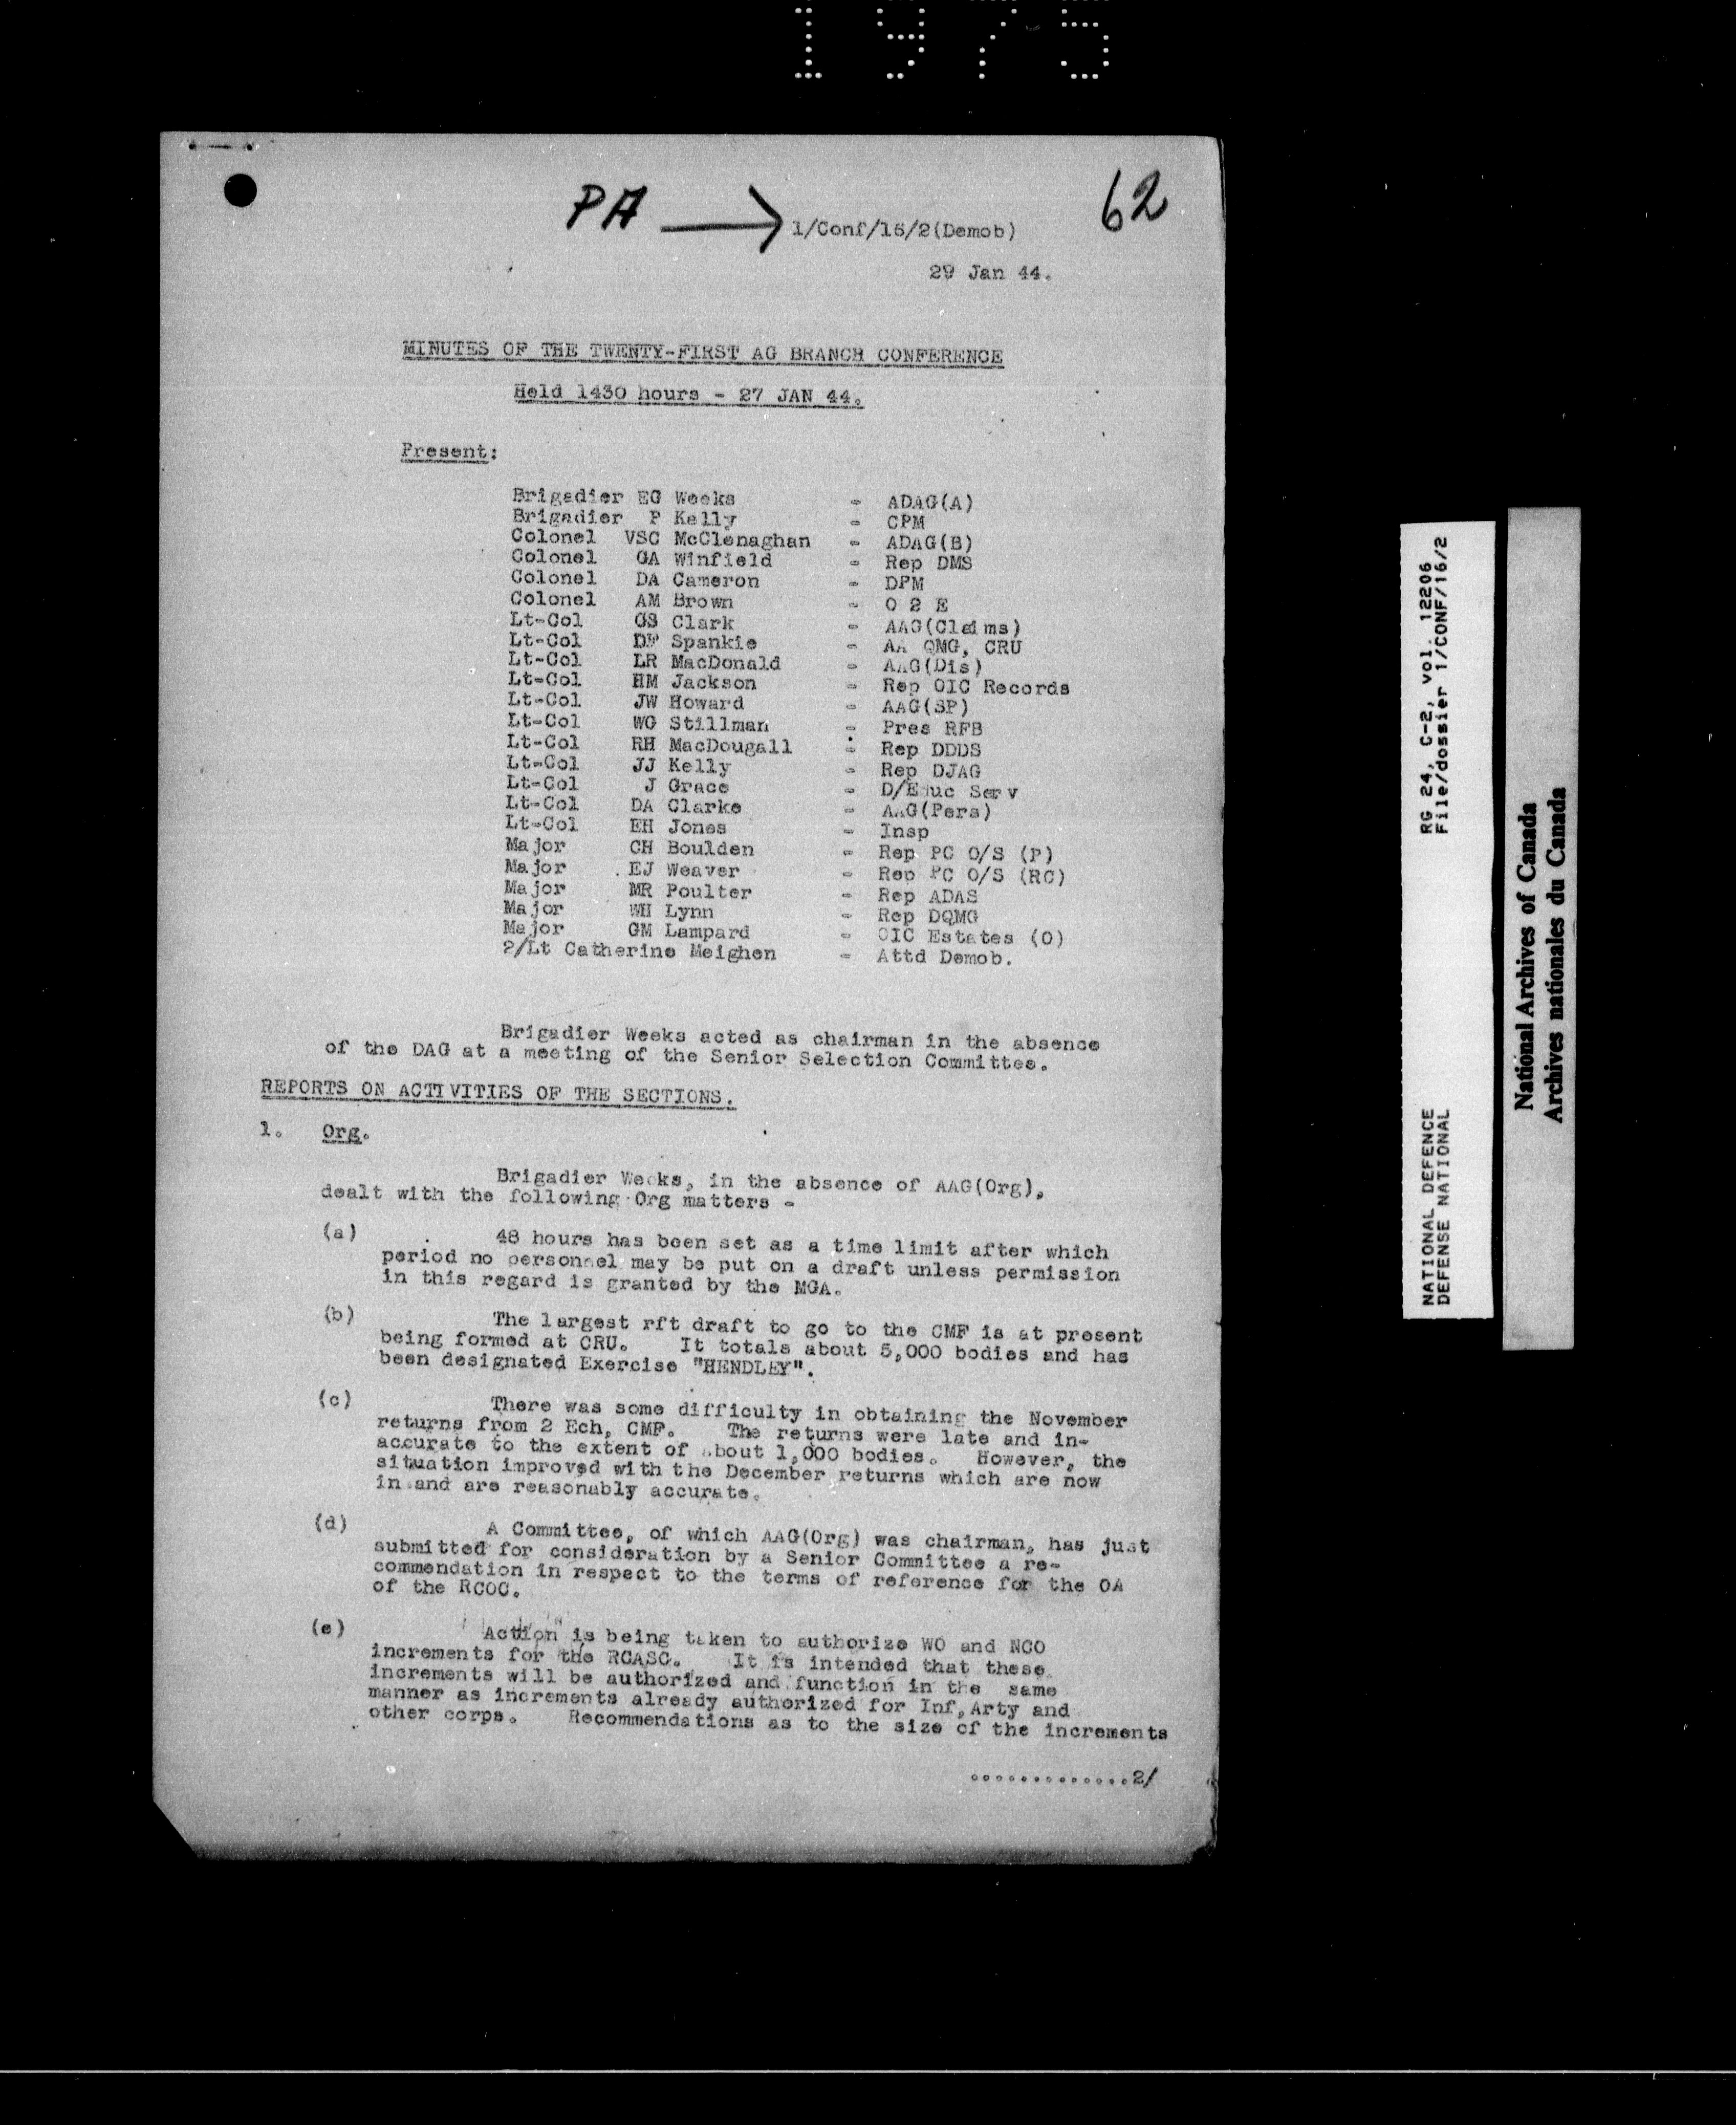 1975
PA → 1/Conf/16/2(Demob)
62
29 Jan 44.
MINUTES OF THE TWENTY-FIRST AG BRANCH CONFERENCE
Held 1430 hours - 27 JAN 44.
Present:
Brigadier EG Weeks - ADAG(A)
Brigadier P Kelly - CPM
Colonel VSC McClenaghan - ADAG(B)
Colonel GA Winfield - Rep DMS
Colonel DA Cameron - DPM
Colonel AM Brown - O 2 E
Lt-Col GS Clark - AAG(Claims)
Lt-Col DF Spankie - AA QMG, CRU
Lt-Col LR MacDonald - AAG(Dis)
Lt-Col HM Jackson - Rep OIC Records
Lt-Col JW Howard - AAG(SP)
Lt-Col WG Stillman - Pres RFB
Lt-Col RH MacDougall - Rep DDDS
Lt-Col JJ Kelly - Rep DJAG
Lt-Col J Grace - D/Educ Serv
Lt-Col DA Clarke - AAG(Pers)
Lt-Col EH Jones - Insp
Major CH Boulden - Rep PC O/S (P)
Major EJ Weaver - Rep PC O/S (RC)
Major MR Poulter - Rep ADAS
Major WH Lynn - Rep DQMG
Major GM Lampard - OIC Estates (O)
2/Lt Catherine Meighen - Attd Demob.
Brigadier Weeks acted as chairman in the absence
of the DAG at a meeting of the Senior Selection Committee.
REPORTS ON ACTIVITIES OF THE SECTIONS.
1. Org.
Brigadier Weeks, in the absence of AAG(Org),
dealt with the following Org matters -
(a) 48 hours has been set as a time limit after which
period no personnel may be put on a draft unless permission
in this regard is granted by the MGA.
(b) The largest rft draft to go to the CMF is at present
being formed at CRU. It totals about 5,000 bodies and has
been designated Exercise "HENDLEY".
(c) There was some difficulty in obtaining the November
returns from 2 Ech, CMF. The returns were late and in-
accurate to the extent of about 1,000 bodies. However, the
situation improved with the December returns which are now
in and are reasonably accurate.
(d) A Committee, of which AAG(Org) was chairman, has just
submitted for consideration by a Senior Committee a re-
commendation in respect to the terms of reference for the OA
of the RCOC.
(e) Action is being taken to authorize WO and NCO
increments for the RCASC. It is intended that these
increments will be authorized and function in the same
manner as increments already authorized for Inf, Arty and
other corps. Recommendations as to the size of the increments
.............2/
RG 24, C-2, vol. 12206
File/dossier 1/CONF/16/2
NATIONAL DEFENCE
DEFENSE NATIONAL
National Archives of Canada
Archives nationales du Canada